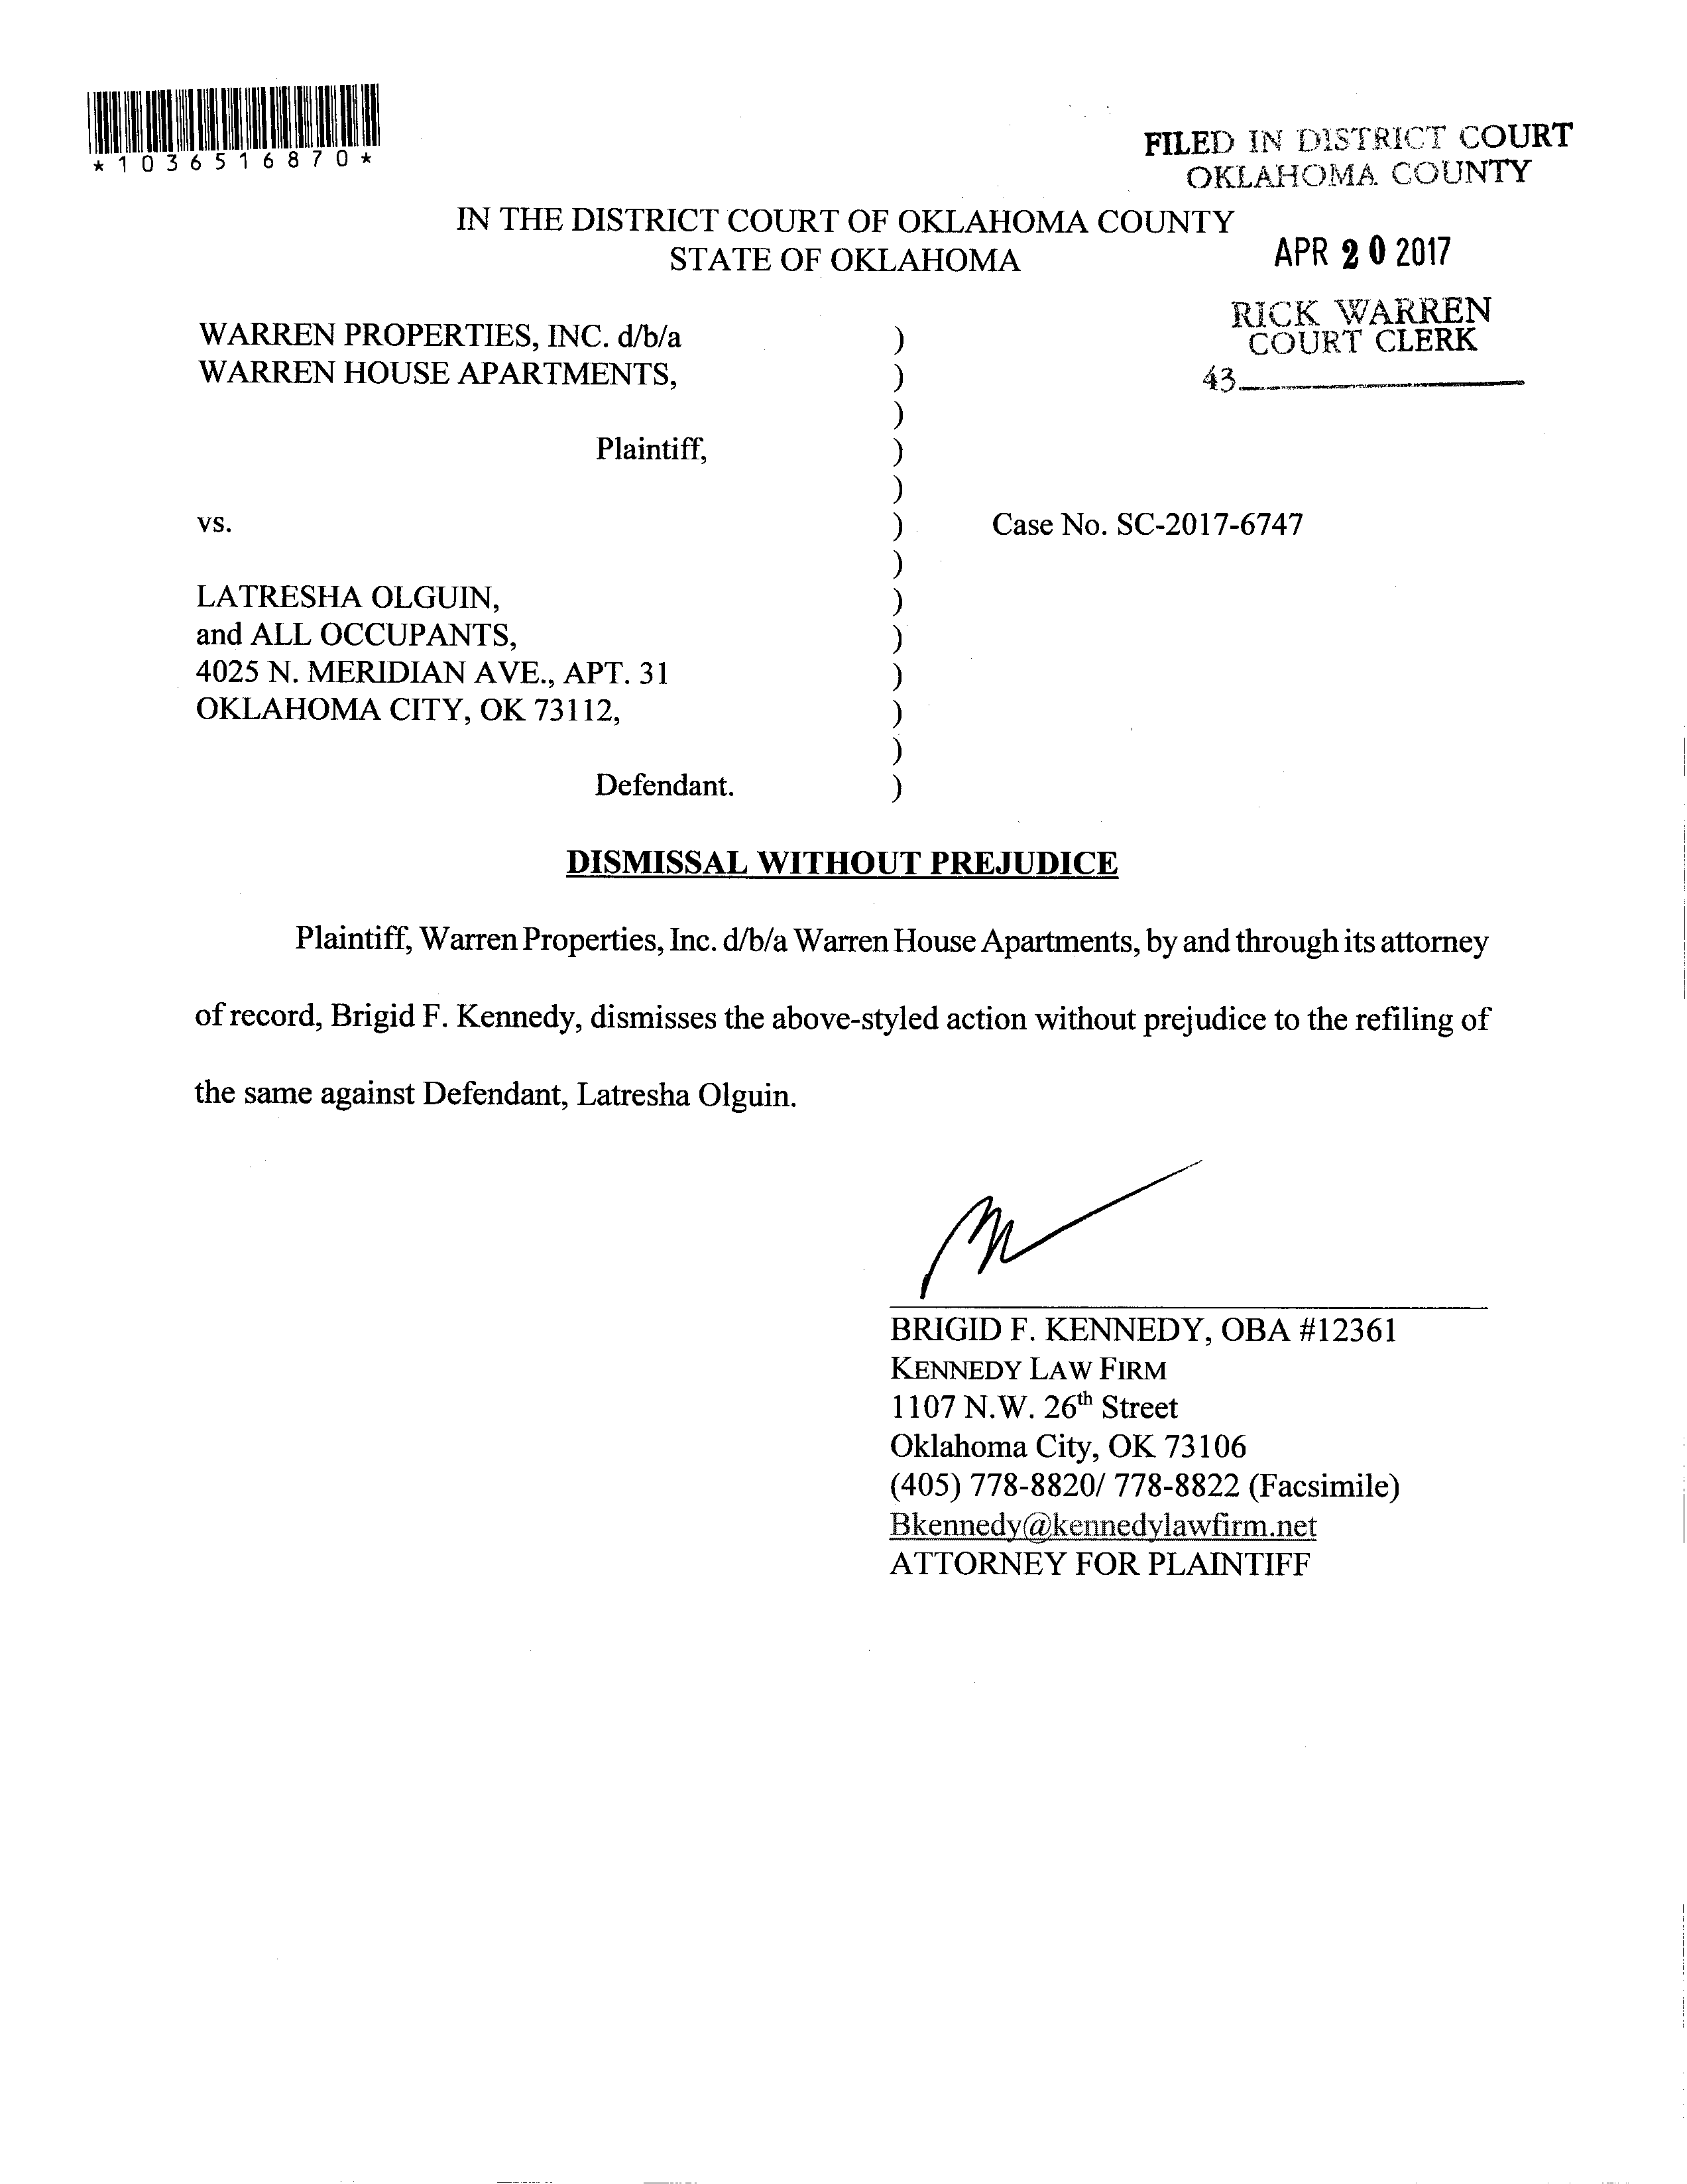 *1036516870*
FILED IN DISTRICT COURT
OKLAHOMA COUNTY
IN THE DISTRICT COURT OF OKLAHOMA COUNTY
STATE OF OKLAHOMA
APR 20 2017
RICK WARREN
COURT CLERK
43
WARREN PROPERTIES, INC. d/b/a )
WARREN HOUSE APARTMENTS, )
)
Plaintiff, )
)
vs. ) Case No. SC-2017-6747
)
LATRESHA OLGUIN, )
and ALL OCCUPANTS, )
4025 N. MERIDIAN AVE., APT. 31 )
OKLAHOMA CITY, OK 73112, )
)
Defendant. )
DISMISSAL WITHOUT PREJUDICE
Plaintiff, Warren Properties, Inc. d/b/a Warren House Apartments, by and through its attorney
of record, Brigid F. Kennedy, dismisses the above-styled action without prejudice to the refiling of
the same against Defendant, Latresha Olguin.
BRIGID F. KENNEDY, OBA #12361
KENNEDY LAW FIRM
1107 N.W. 26th Street
Oklahoma City, OK 73106
(405) 778-8820/ 778-8822 (Facsimile)
Bkennedy@kennedylawfirm.net
ATTORNEY FOR PLAINTIFF